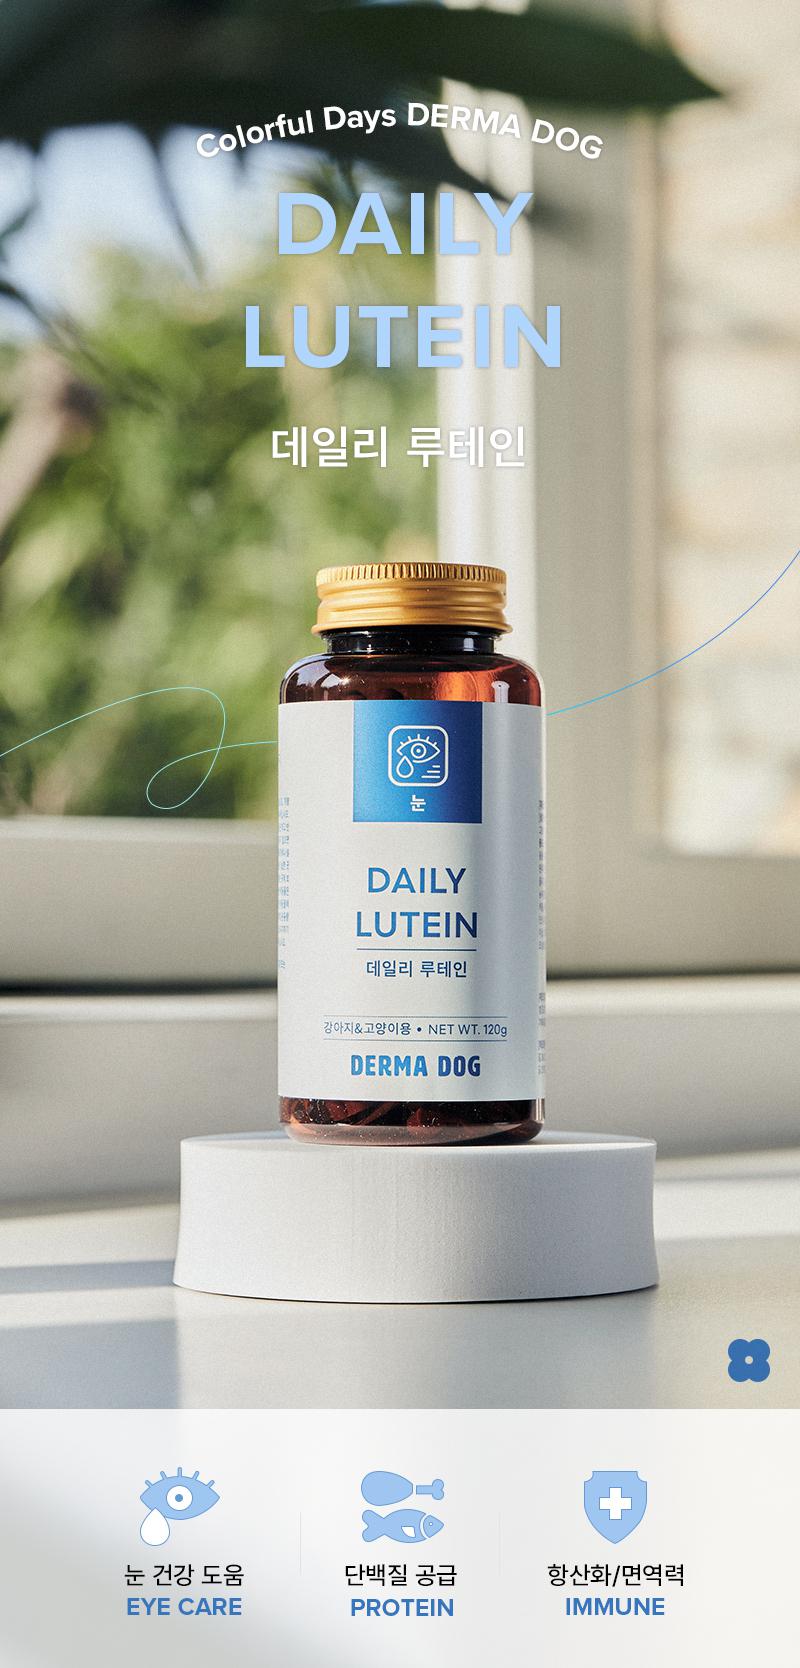 Colorful Days DERMA DOG
DAILY
LUTEIN
데일리 루테인
눈
DAILY
LUTEIN
데일리 루테인
강아지&고양이용 • NET WT. 120g
DERMA DOG
눈 건강 도움
EYE CARE
단백질 공급
PROTEIN
항산화/면역력
IMMUNE